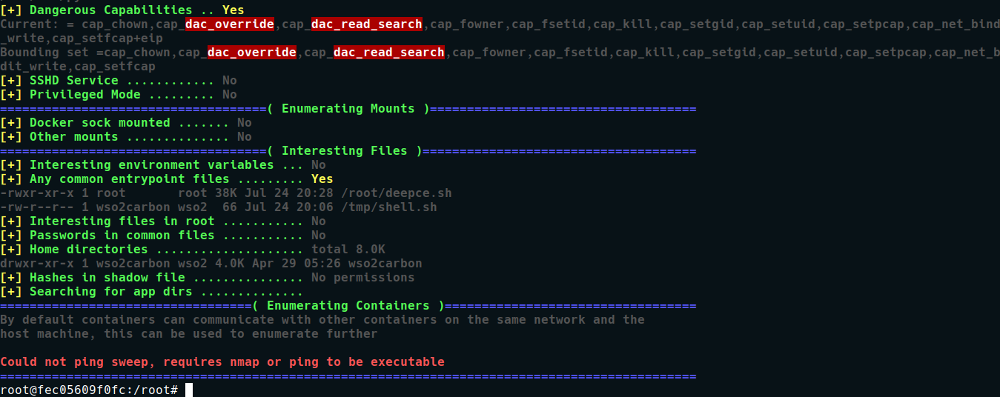 [+] Dangerous Capabilities .. Yes
Current: = cap_chown,cap_dac_override,cap_dac_read_search,cap_fowner,cap_fsetid,cap_kill,cap_setgid,cap_setuid,cap_setpcap,cap_net_bind
_write,cap_setfcap+eip
Bounding set =cap_chown,cap_dac_override,cap_dac_read_search,cap_fowner,cap_fsetid,cap_kill,cap_setgid,cap_setuid,cap_setpcap,cap_net_b
dit_write,cap_setfcap
[+] SSHD Service ............ No
[+] Privileged Mode ......... No
====================================( Enumerating Mounts )====================================
[+] Docker sock mounted ....... No
[+] Other mounts .............. No
====================================( Interesting Files )=====================================
[+] Interesting environment variables ... No
[+] Any common entrypoint files ......... Yes
-rwxr-xr-x 1 root       root 38K Jul 24 20:28 /root/deepce.sh
-rw-r--r-- 1 wso2carbon wso2  66 Jul 24 20:06 /tmp/shell.sh
[+] Interesting files in root ........... No
[+] Passwords in common files ........... No
[+] Home directories .................... total 8.0K
drwxr-xr-x 1 wso2carbon wso2 4.0K Apr 29 05:26 wso2carbon
[+] Hashes in shadow file ............... No permissions
[+] Searching for app dirs ..............
==================================( Enumerating Containers )==================================
By default containers can communicate with other containers on the same network and the
host machine, this can be used to enumerate further
Could not ping sweep, requires nmap or ping to be executable
==============================================================================================
root@fec05609f0fc:/root#